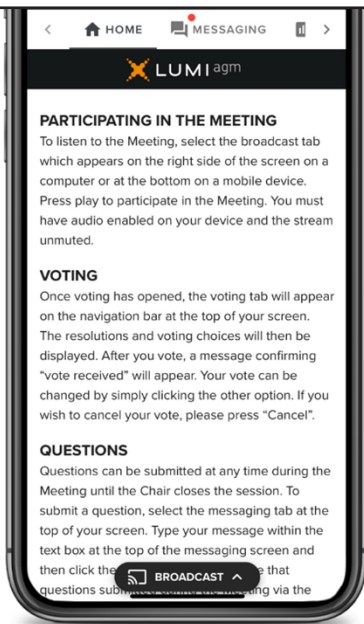 HOME MESSAGING
LUMI agm
PARTICIPATING IN THE MEETING
To listen to the Meeting, select the broadcast tab
which appears on the right side of the screen on a
computer or at the bottom on a mobile device.
Press play to participate in the Meeting. You must
have audio enabled on your device and the stream
unmuted.
VOTING
Once voting has opened, the voting tab will appear
on the navigation bar at the top of your screen.
The resolutions and voting choices will then be
displayed. After you vote, a message confirming
“vote received” will appear. Your vote can be
changed by simply clicking the other option. If you
wish to cancel your vote, please press “Cancel”.
QUESTIONS
Questions can be submitted at any time during the
Meeting until the Chair closes the session. To
submit a question, select the messaging tab at the
top of your screen. Type your message within the
text box at the top of the messaging screen and
then click the that
BROADCAST
questions via the